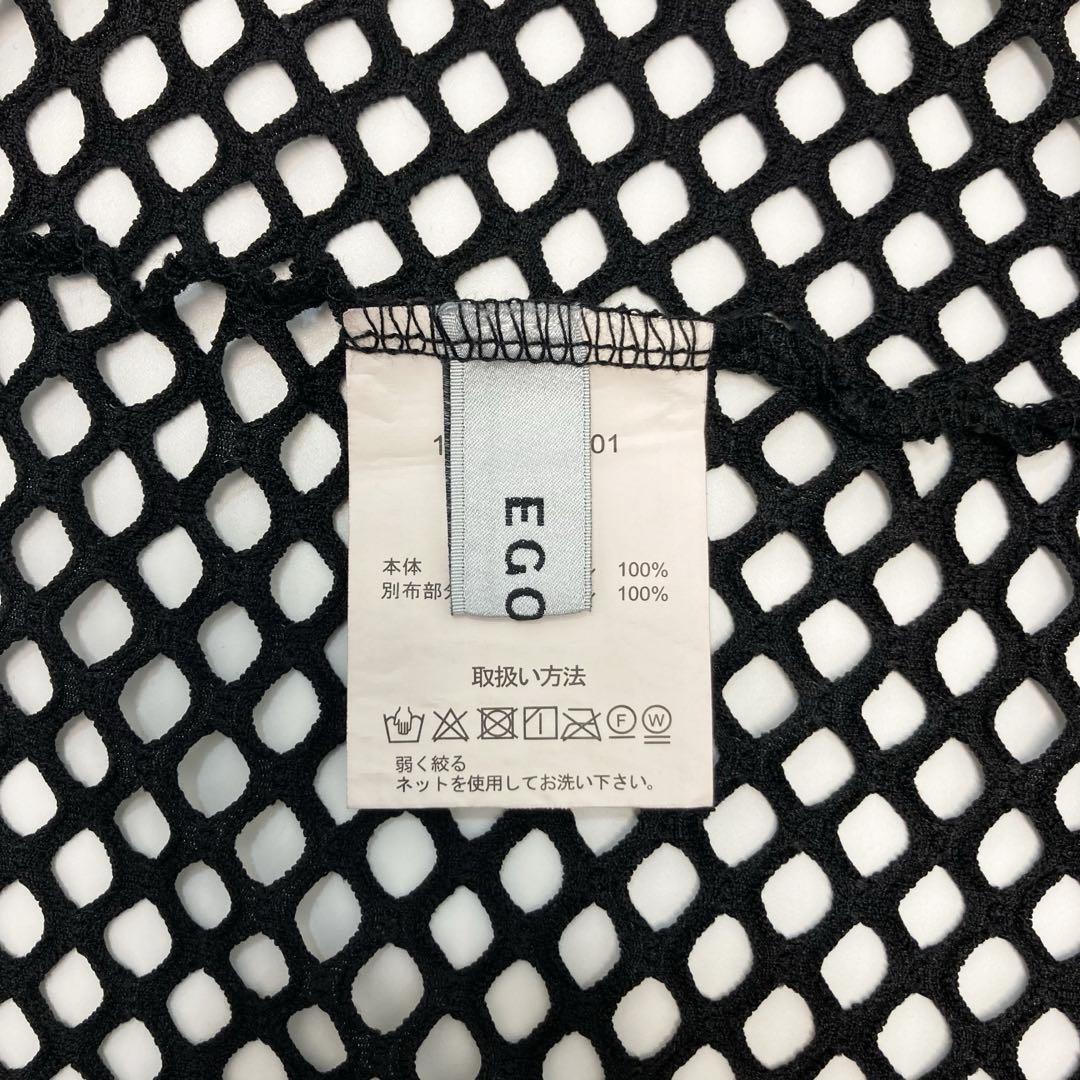 1 01
EGO
本体 100%
別布部分 100%
取扱い方法
F W
弱く絞る
ネットを使用してお洗い下さい。